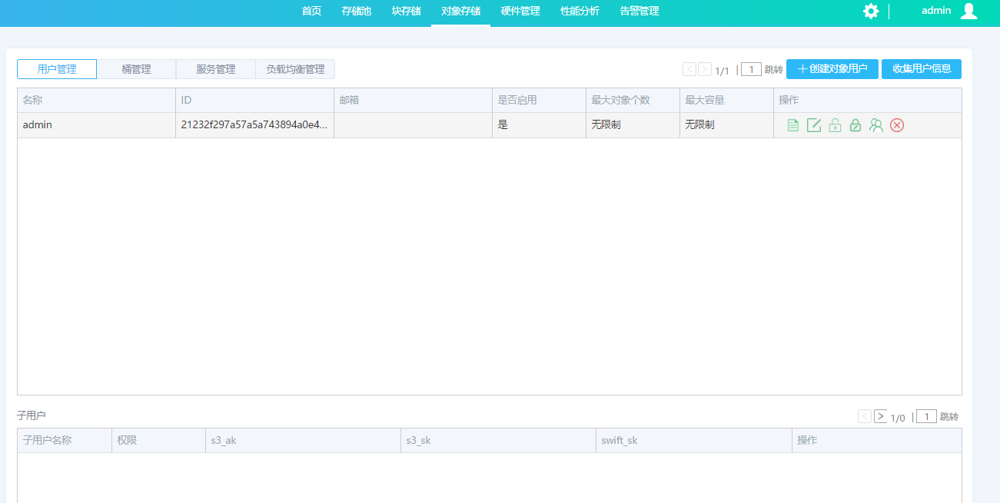 首页 存储池 块存储 对象存储 硬件管理 性能分析 告警管理 admin
用户管理 桶管理 服务管理 负载均衡管理 < > 1/1 | 1 跳转 +创建对象用户 收集用户信息
名称 ID 邮箱 是否启用 最大对象个数 最大容量 操作
admin 21232f297a57a5a743894a0e4... 是 无限制 无限制
子用户 < > 1/0 | 1 跳转
子用户名称 权限 s3_ak s3_sk swift_sk 操作